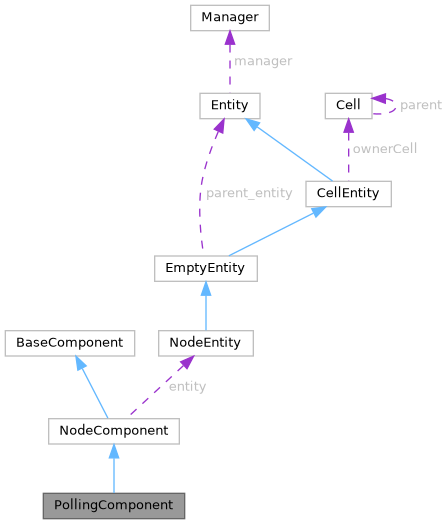 Manager
manager
Entity
Cell
parent
ownerCell
CellEntity
parent_entity
EmptyEntity
BaseComponent
NodeEntity
entity
NodeComponent
PollingComponent